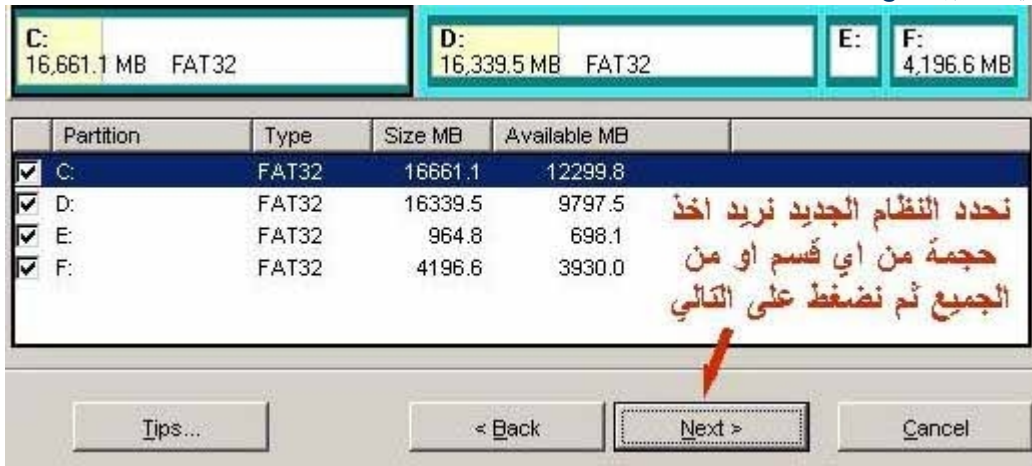 C: D: E: F:
16,661.1 MB FAT32 16,339.5 MB FAT32 4,196.6 MB
Partition Type Size MB Available MB
C: FAT32 16661.1 12299.8
D: FAT32 16339.5 9797.5
E: FAT32 964.8 698.1
F: FAT32 4196.6 3930.0
نحدد النظام الجديد نريد اخذ
حجمة من اي قسم او من
الجميع ثم نضغط على التالي
Tips... < Back Next > Cancel